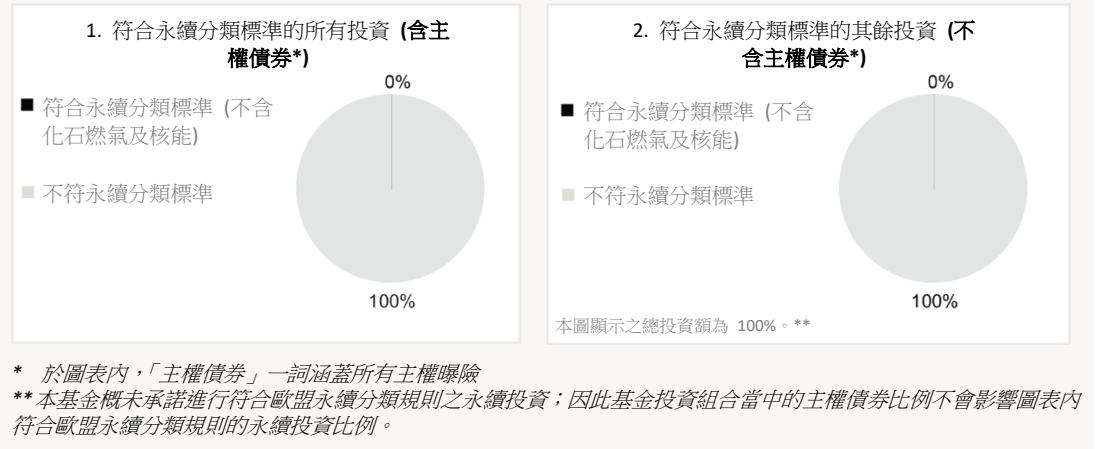 1. 符合永續分類標準的所有投資 (含主
權債券*)
0%
符合永續分類標準 (不含
化石燃氣及核能)
不符永續分類標準
100%
2. 符合永續分類標準的其餘投資 (不
含主權債券*)
0%
符合永續分類標準 (不含
化石燃氣及核能)
不符永續分類標準
100%
本圖顯示之總投資額為 100%。**
* 於圖表內，「主權債券」一詞涵蓋所有主權曝險
**本基金概未承諾進行符合歐盟永續分類規則之永續投資；因此基金投資組合當中的主權債券比例不會影響圖表內
符合歐盟永續分類規則的永續投資比例。